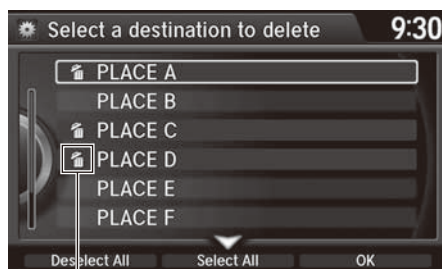 Select a destination to delete 9:30
PLACE A
PLACE B
PLACE C
PLACE D
PLACE E
PLACE F
Deselect All Select All OK